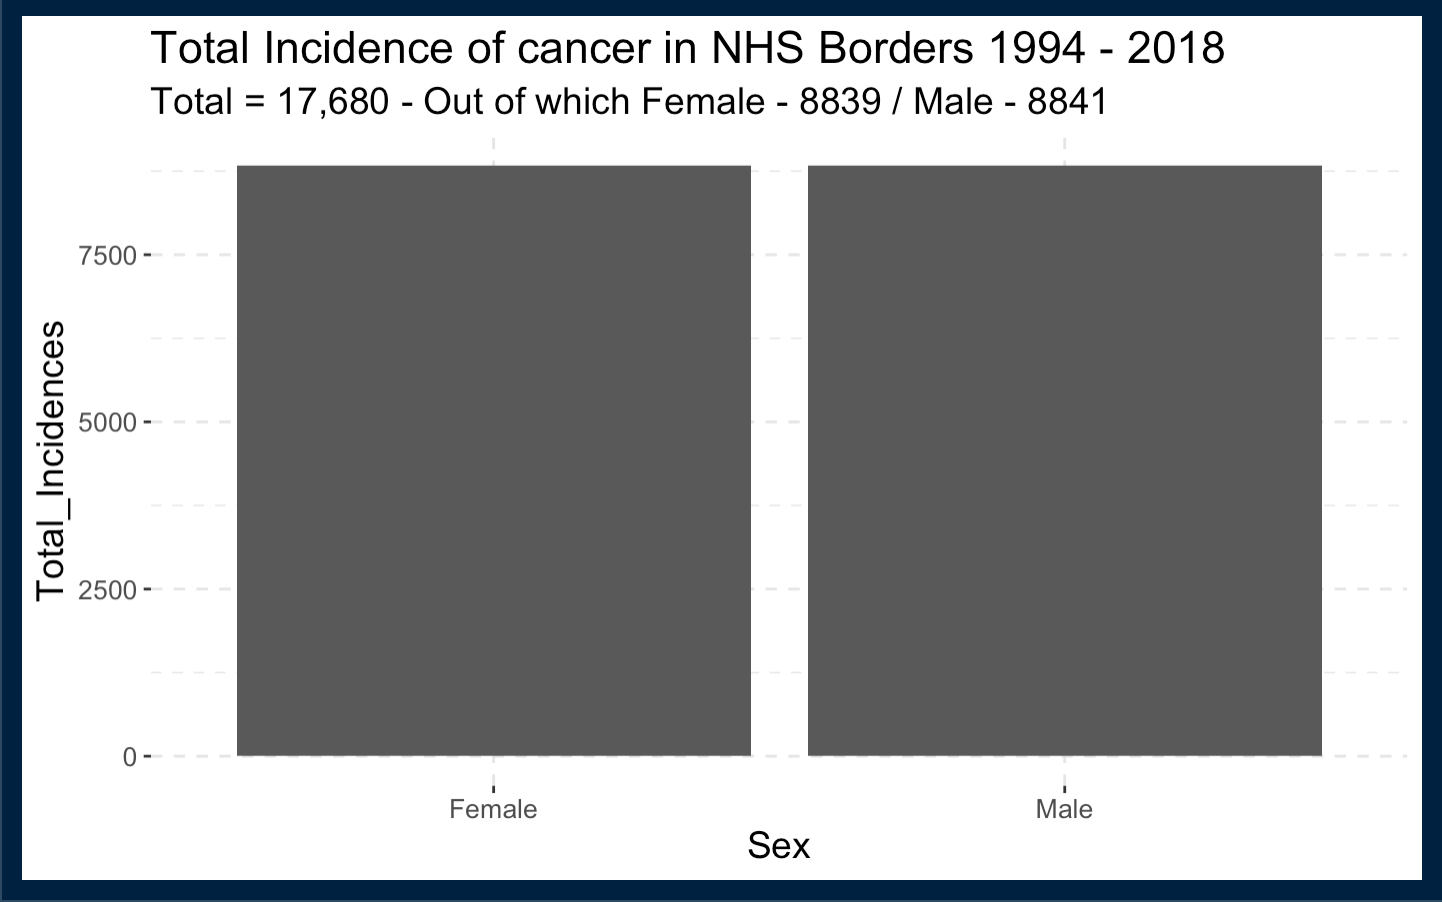 Total Incidence of cancer in NHS Borders 1994 - 2018
Total = 17,680 - Out of which Female - 8839 / Male - 8841
Total_Incidences
7500
5000
2500
0
Female
Male
Sex